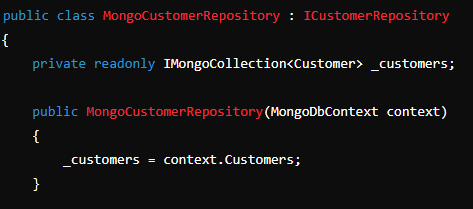 public class MongoCustomerRepository : ICustomerRepository
{
    private readonly IMongoCollection<Customer> _customers;
    public MongoCustomerRepository(MongoDbContext context)
    {
        _customers = context.Customers;
    }